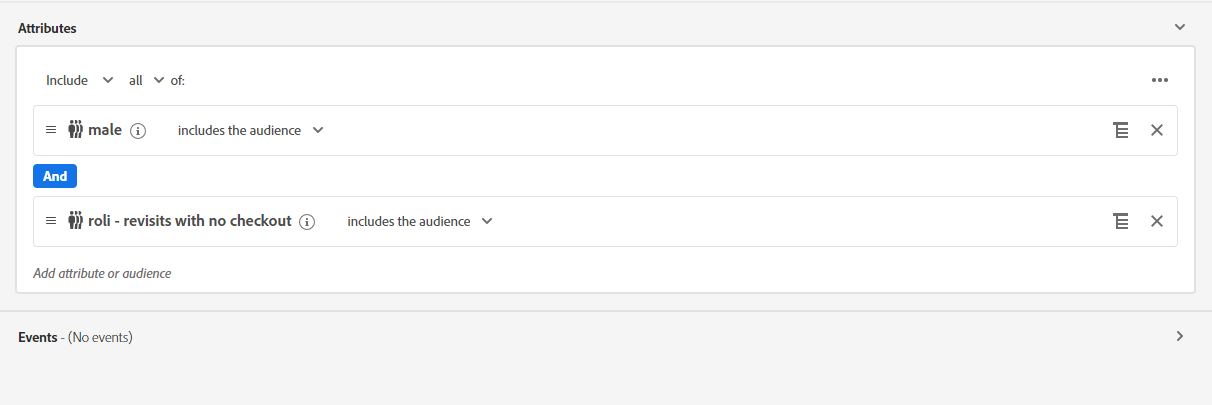 Attributes
Include all of:
male includes the audience
And
roli - revisits with no checkout includes the audience
Add attribute or audience
Events - (No events)